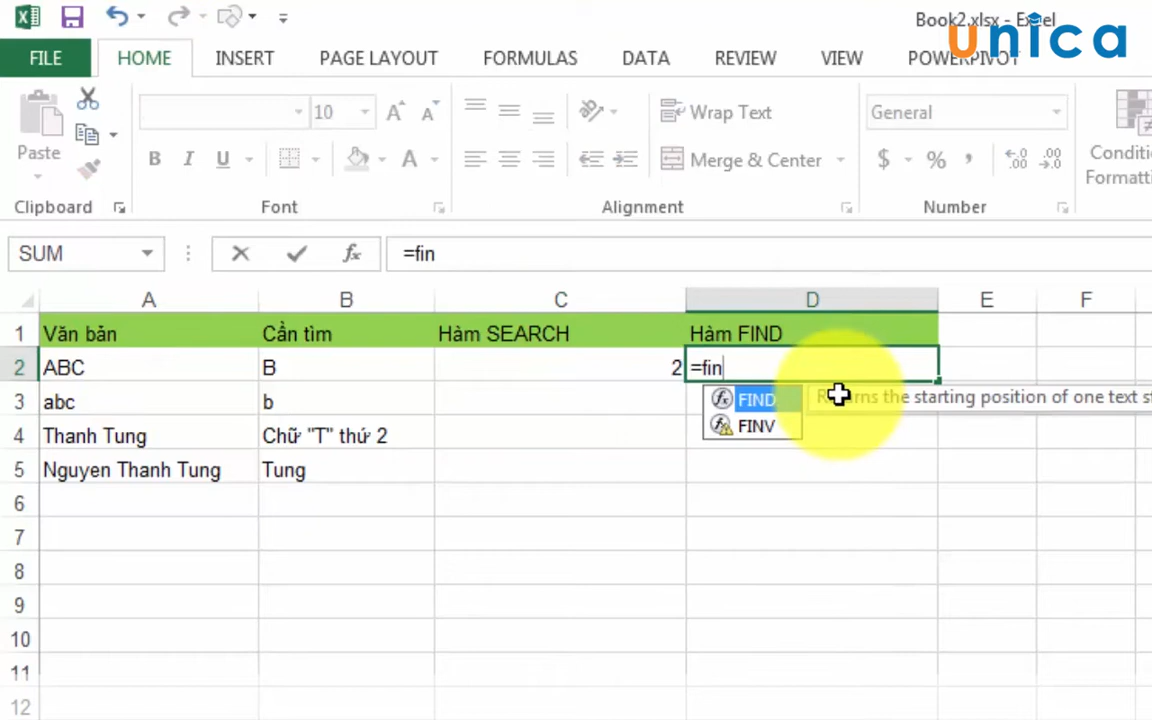 Book2.xlsx - Excel
unica
FILE HOME INSERT PAGE LAYOUT FORMULAS DATA REVIEW VIEW POWERPIVOT
10 Wrap Text General
Paste B I U Merge & Center $ % , Conditio
Formattin
Clipboard Font Alignment Number
SUM fx =fin
A B C D E F
1 Văn bản Cần tìm Hàm SEARCH Hàm FIND
2 ABC B 2 =fin
FIND the starting position of one text st
3 abc b
FINV
4 Thanh Tung Chữ "T" thứ 2
5 Nguyen Thanh Tung Tung
6
7
8
9
10
11
12